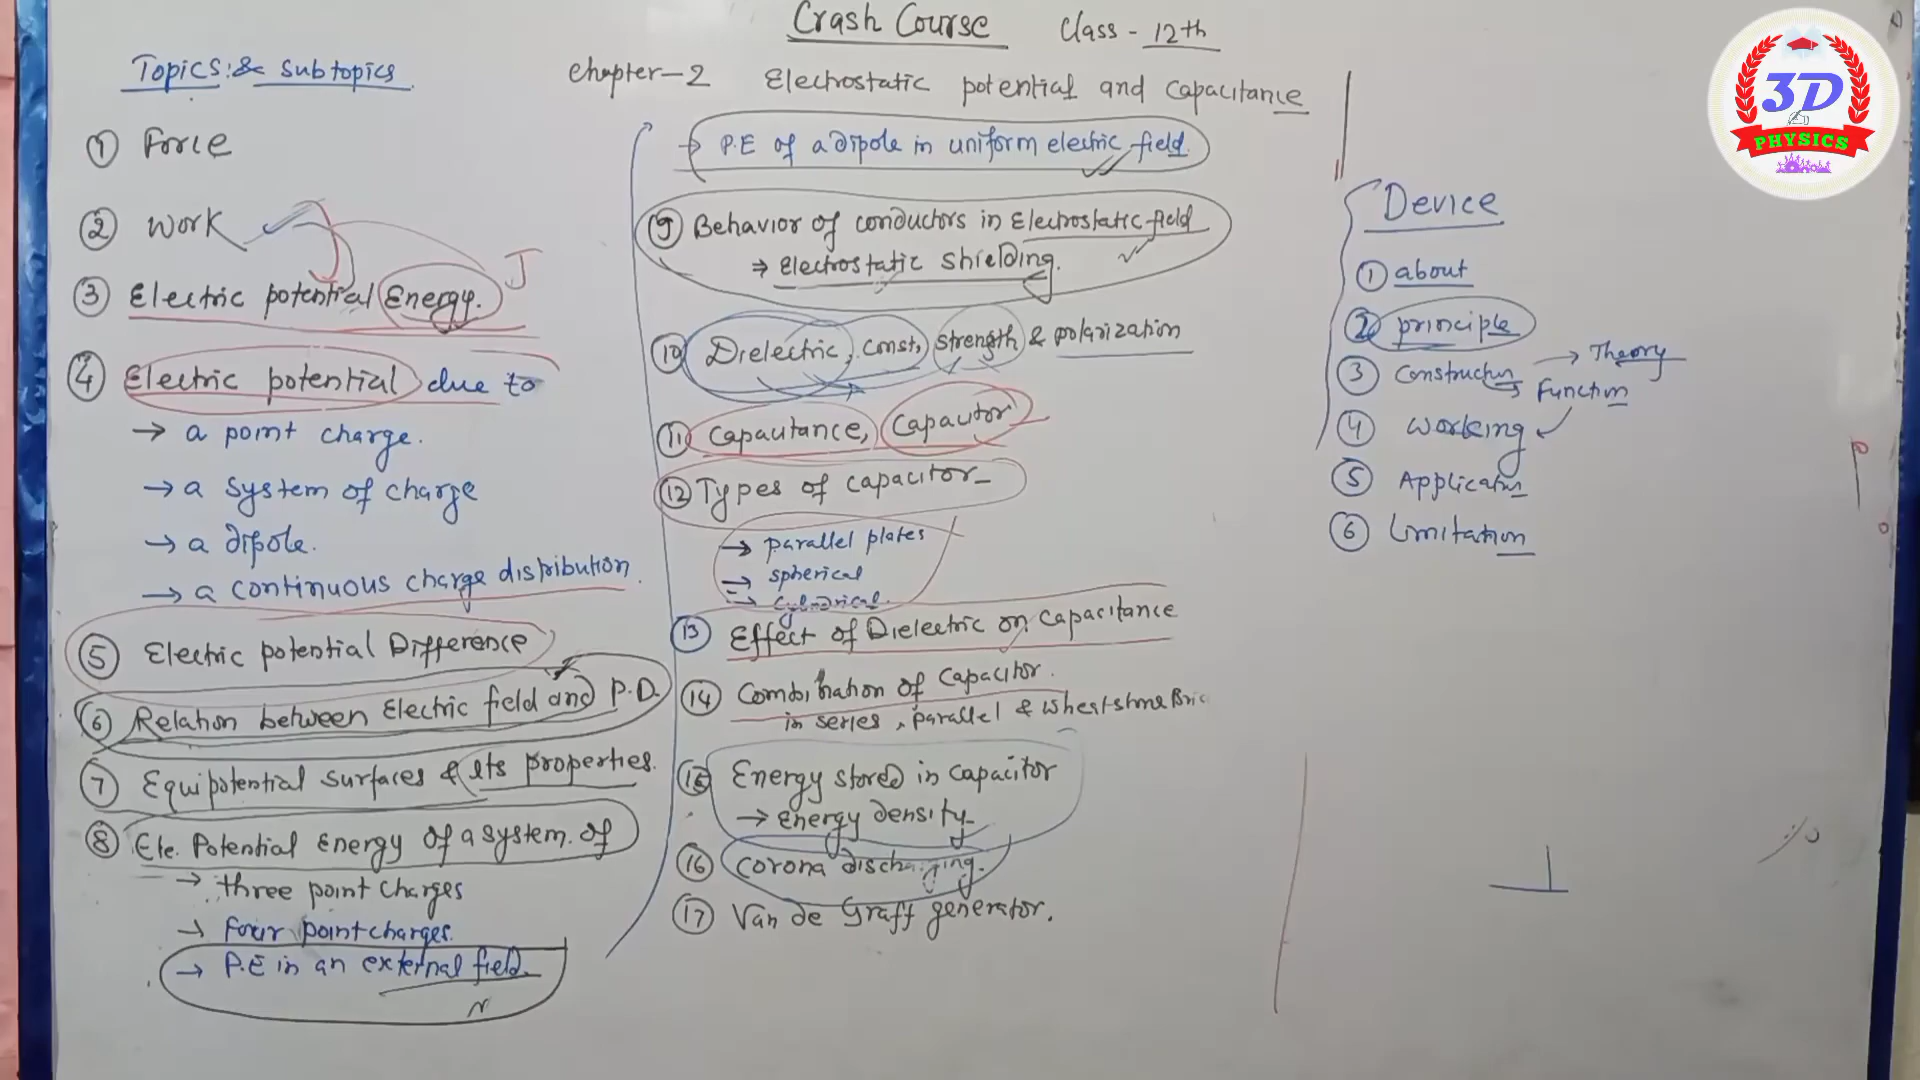 Crash Course Class - 12th
Topics: & Subtopics
Chapter-2 Electrostatic potential and Capacitance
① Force
② Work
③ Electric potential Energy. J
④ Electric potential due to
→ a point charge.
→ a system of charge
→ a dipole.
→ a continuous charge distribution.
⑤ Electric potential Difference
⑥ Relation between Electric field and P.D.
⑦ Equipotential surfaces & its properties.
⑧ Ele. Potential Energy of a system of
→ three point charges
→ four point charges.
→ P.E in an external field.
→ P.E of a dipole in uniform electric field.
⑨ Behavior of conductors in Electrostatic field
⇒ Electrostatic shielding.
⑩ Dielectric, const, strength & polarization
⑪ Capacitance, Capacitor
⑫ Types of capacitor
→ parallel plates
→ spherical
→ cylindrical
⑬ Effect of Dielectric on capacitance
⑭ Combination of Capacitor.
in series, parallel & Wheatstone
⑮ Energy stored in capacitor
→ Energy density
⑯ Corona discharging.
⑰ Van de Graff generator.
Device
① about
② principle
③ Construction → Theory
Function
④ Working
⑤ Application
⑥ Limitation
3D
PHYSICS